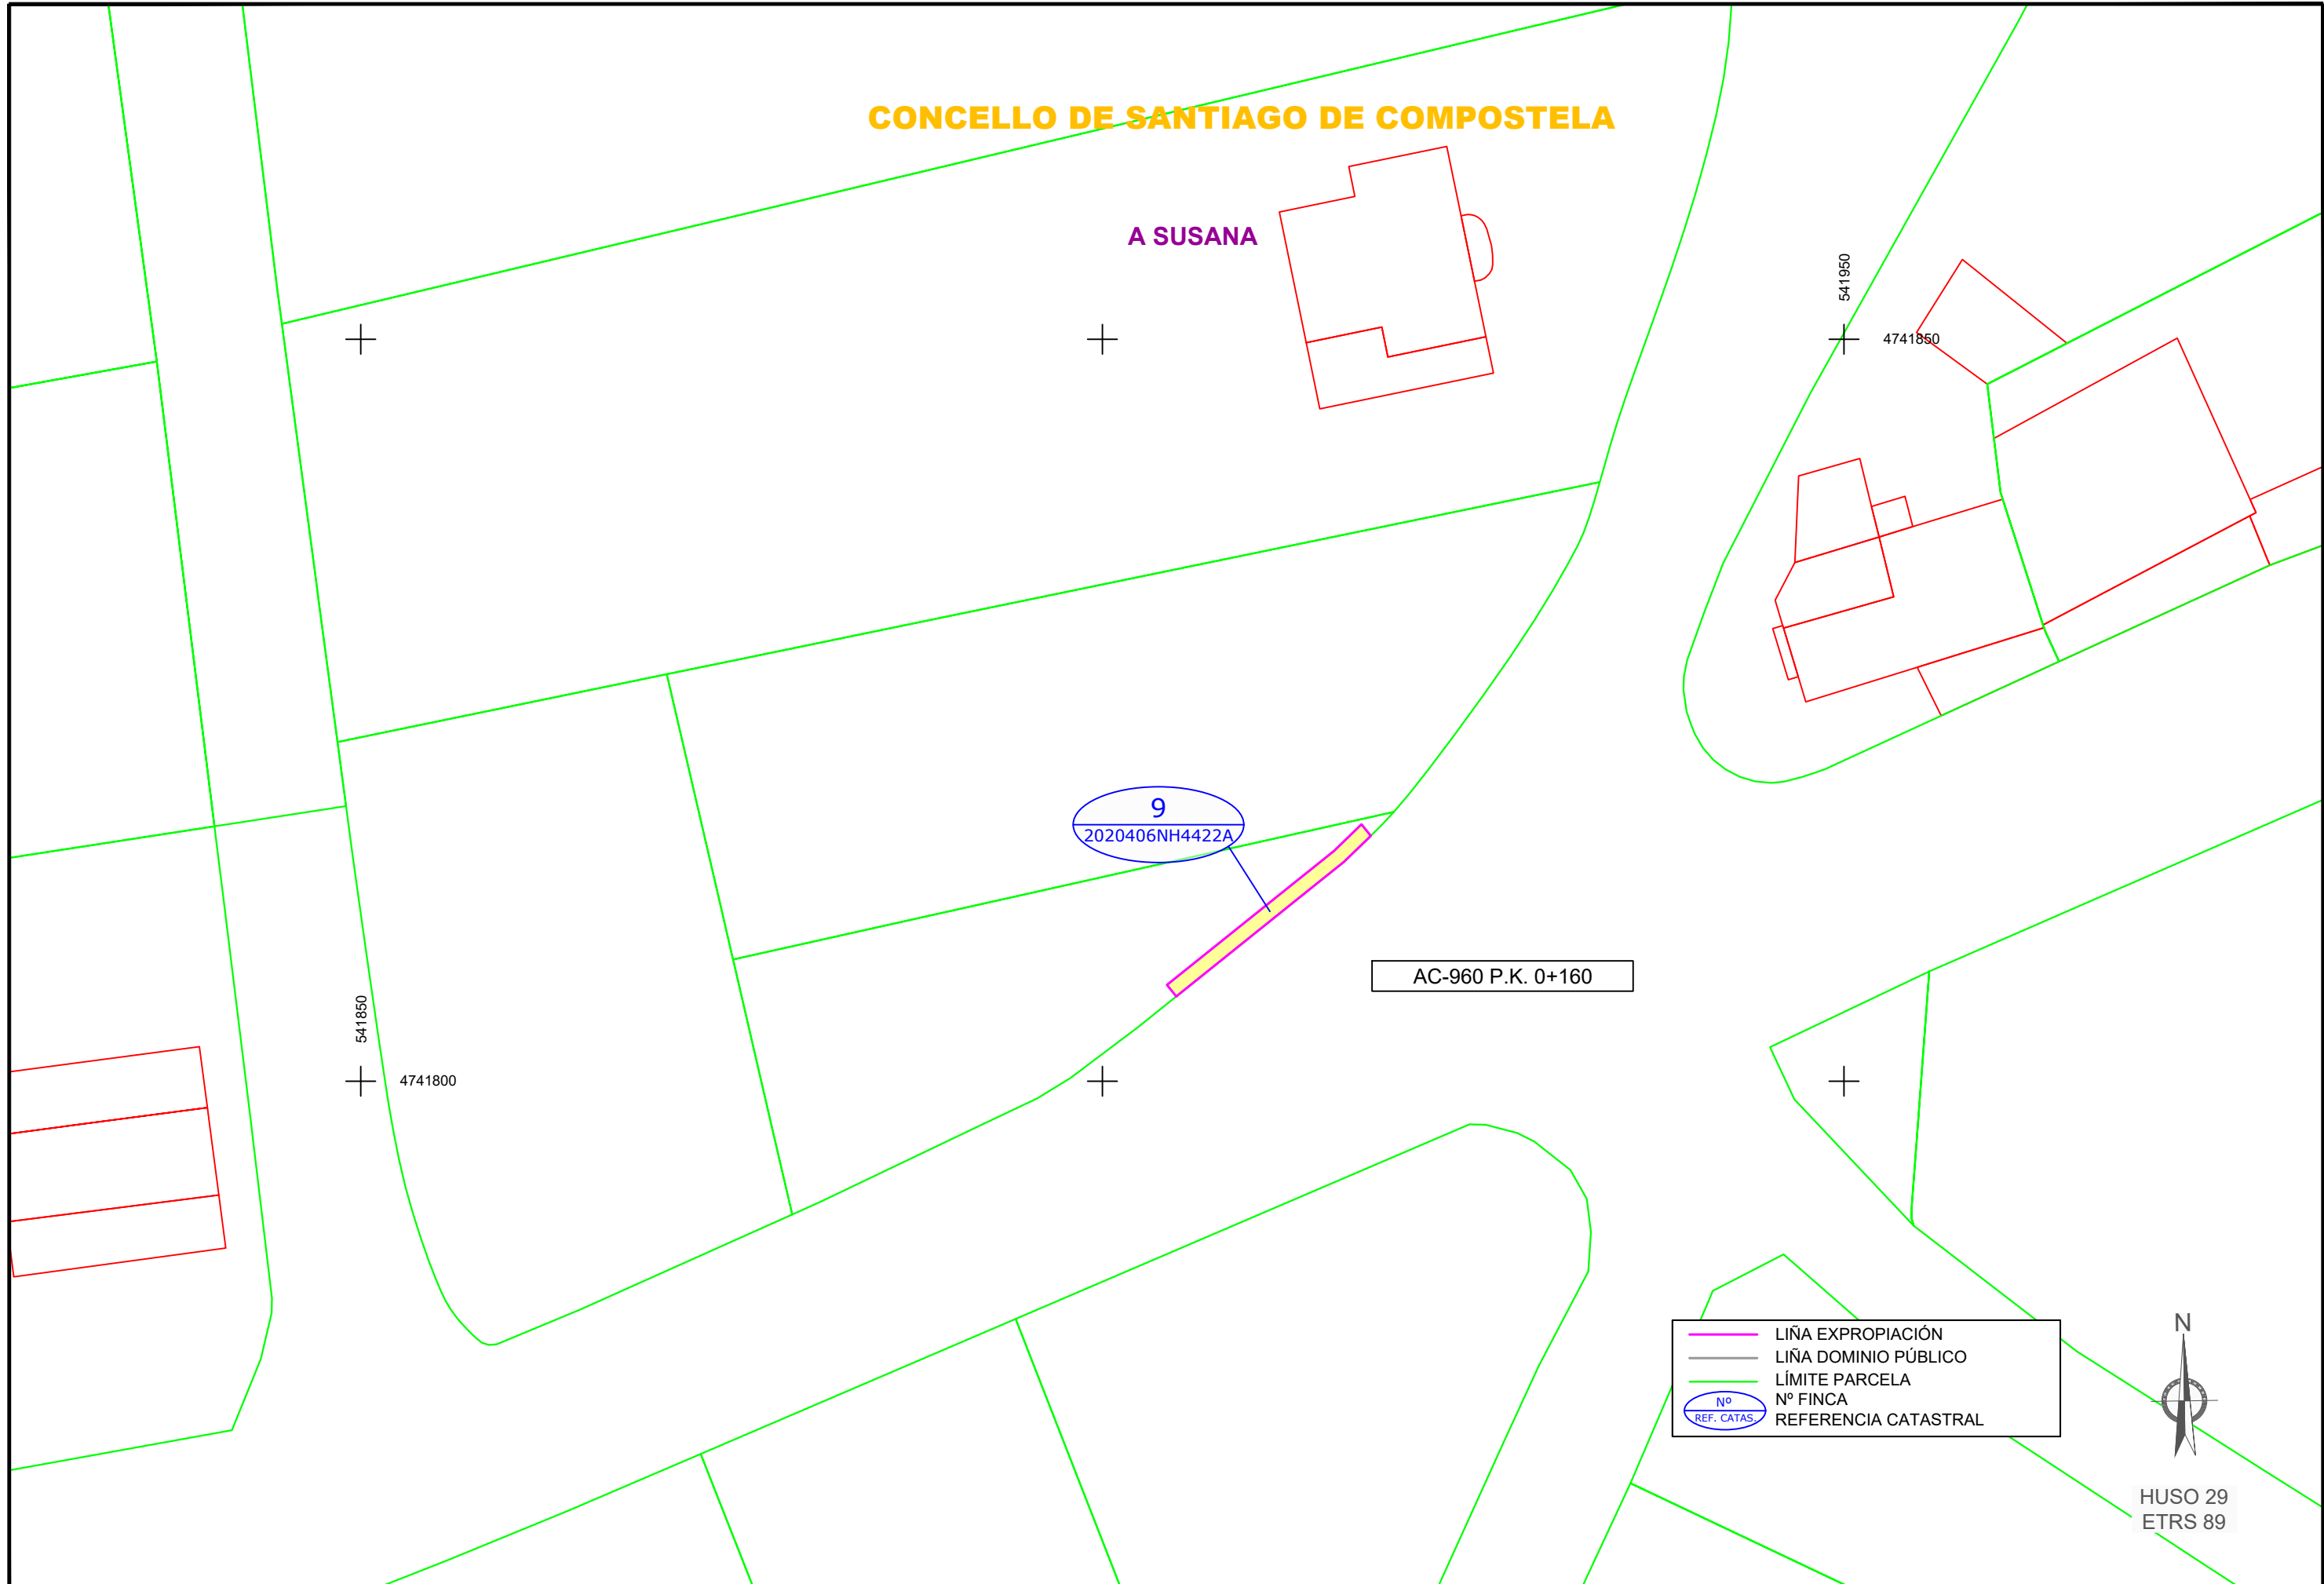 CONCELLO DE SANTIAGO DE COMPOSTELA
A SUSANA
541950
4741850
9
2020406NH4422A
AC-960 P.K. 0+160
541850
4741800
LIÑA EXPROPIACIÓN
LIÑA DOMINIO PÚBLICO
LÍMITE PARCELA
Nº
REF. CATAS.
Nº FINCA
REFERENCIA CATASTRAL
N
HUSO 29
ETRS 89